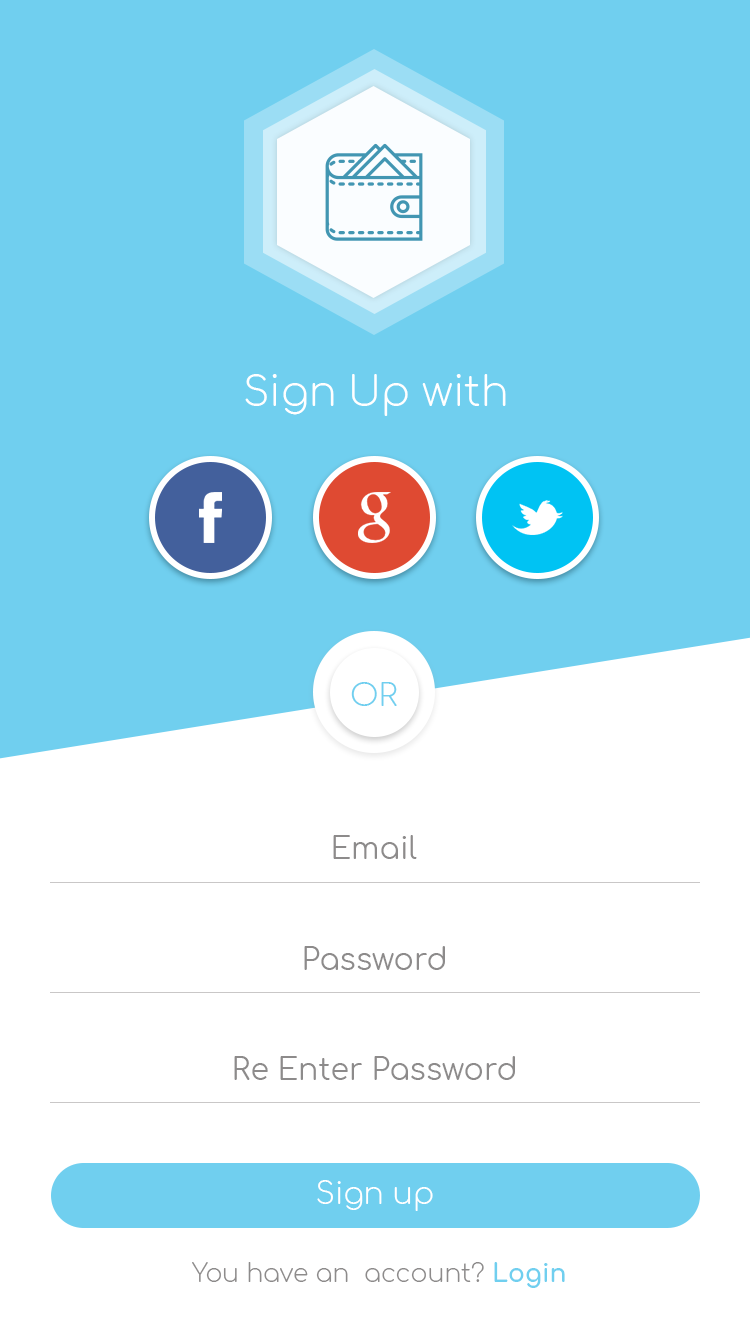 Sign Up with
f
g
OR
Email
Password
Re Enter Password
Sign up
You have an  account? Login